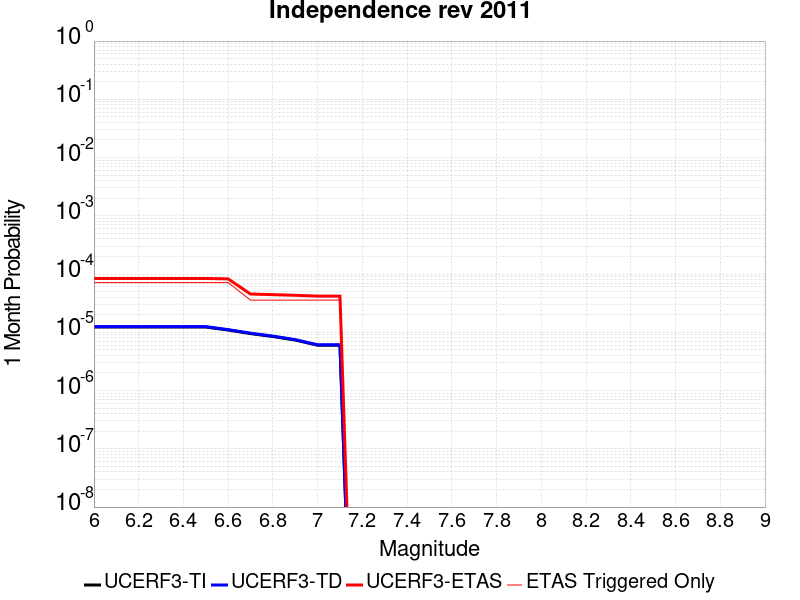 Independence rev 2011
10^0
10^-1
10^-2
10^-3
10^-4
10^-5
10^-6
10^-7
10^-8
1 Month Probability
6 6.2 6.4 6.6 6.8 7 7.2 7.4 7.6 7.8 8 8.2 8.4 8.6 8.8 9
Magnitude
UCERF3-TI UCERF3-TD UCERF3-ETAS ETAS Triggered Only